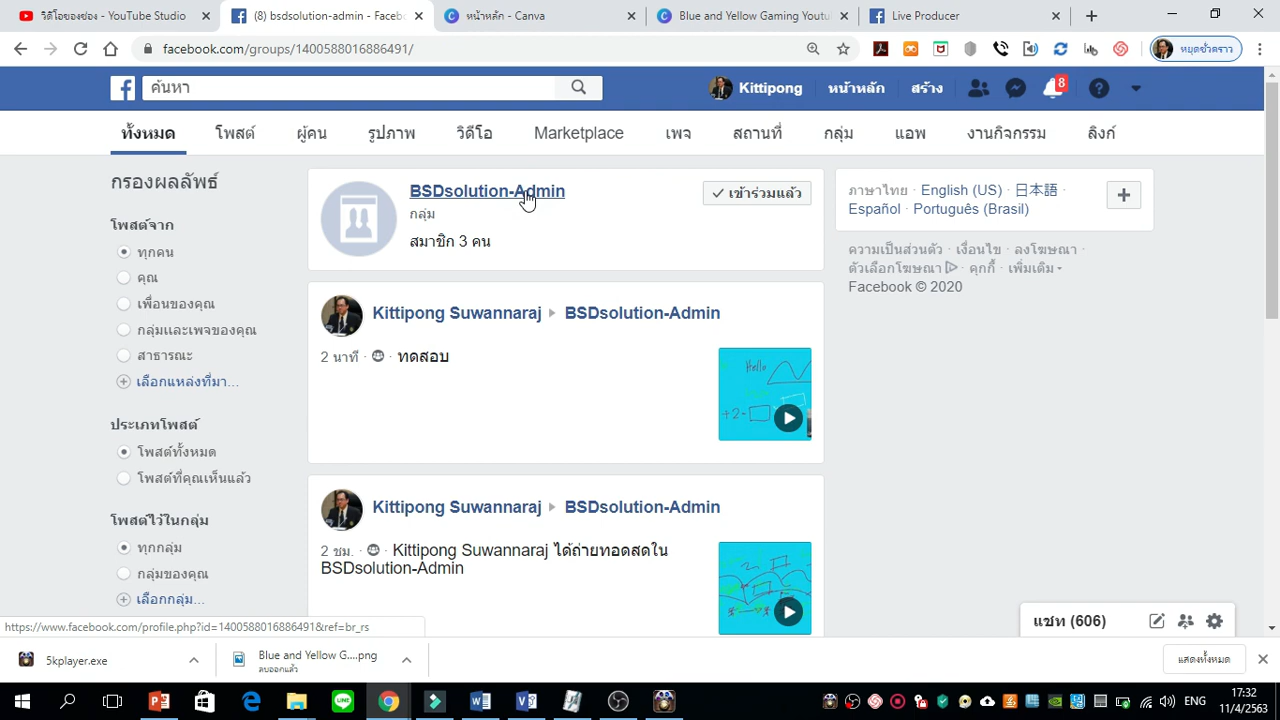 วิดีโอของช่อง - YouTube Studio
(8) bsdsolution-admin - Faceb
หน้าหลัก - Canva
Blue and Yellow Gaming Youtu
Live Producer
facebook.com/groups/1400588016886491/
หยุดชั่วคราว
ค้นหา
Kittipong
หน้าหลัก
สร้าง
8
ทั้งหมด
โพสต์
ผู้คน
รูปภาพ
วิดีโอ
Marketplace
เพจ
สถานที่
กลุ่ม
แอพ
งานกิจกรรม
ลิงก์
กรองผลลัพธ์
โพสต์จาก
ทุกคน
คุณ
เพื่อนของคุณ
กลุ่มและเพจของคุณ
สาธารณะ
เลือกแหล่งที่มา...
ประเภทโพสต์
โพสต์ทั้งหมด
โพสต์ที่คุณเห็นแล้ว
โพสต์ไว้ในกลุ่ม
ทุกกลุ่ม
กลุ่มของคุณ
เลือกกลุ่ม...
BSDsolution-Admin
กลุ่ม
สมาชิก 3 คน
เข้าร่วมแล้ว
Kittipong Suwannaraj BSDsolution-Admin
2 นาที · ทดสอบ
Hello
+2-
Kittipong Suwannaraj BSDsolution-Admin
2 ชม. · Kittipong Suwannaraj ได้ถ่ายทอดสดใน
BSDsolution-Admin
ภาษาไทย · English (US) · 日本語 ·
Español · Português (Brasil)
ความเป็นส่วนตัว · เงื่อนไข · ลงโฆษณา ·
ตัวเลือกโฆษณา · คุกกี้ · เพิ่มเติม
Facebook © 2020
แชท (606)
https://www.facebook.com/profile.php?id=1400588016886491&ref=br_rs
5kplayer.exe
Blue and Yellow G....png
ลบออกแล้ว
แสดงทั้งหมด
ENG
17:32
11/4/2563